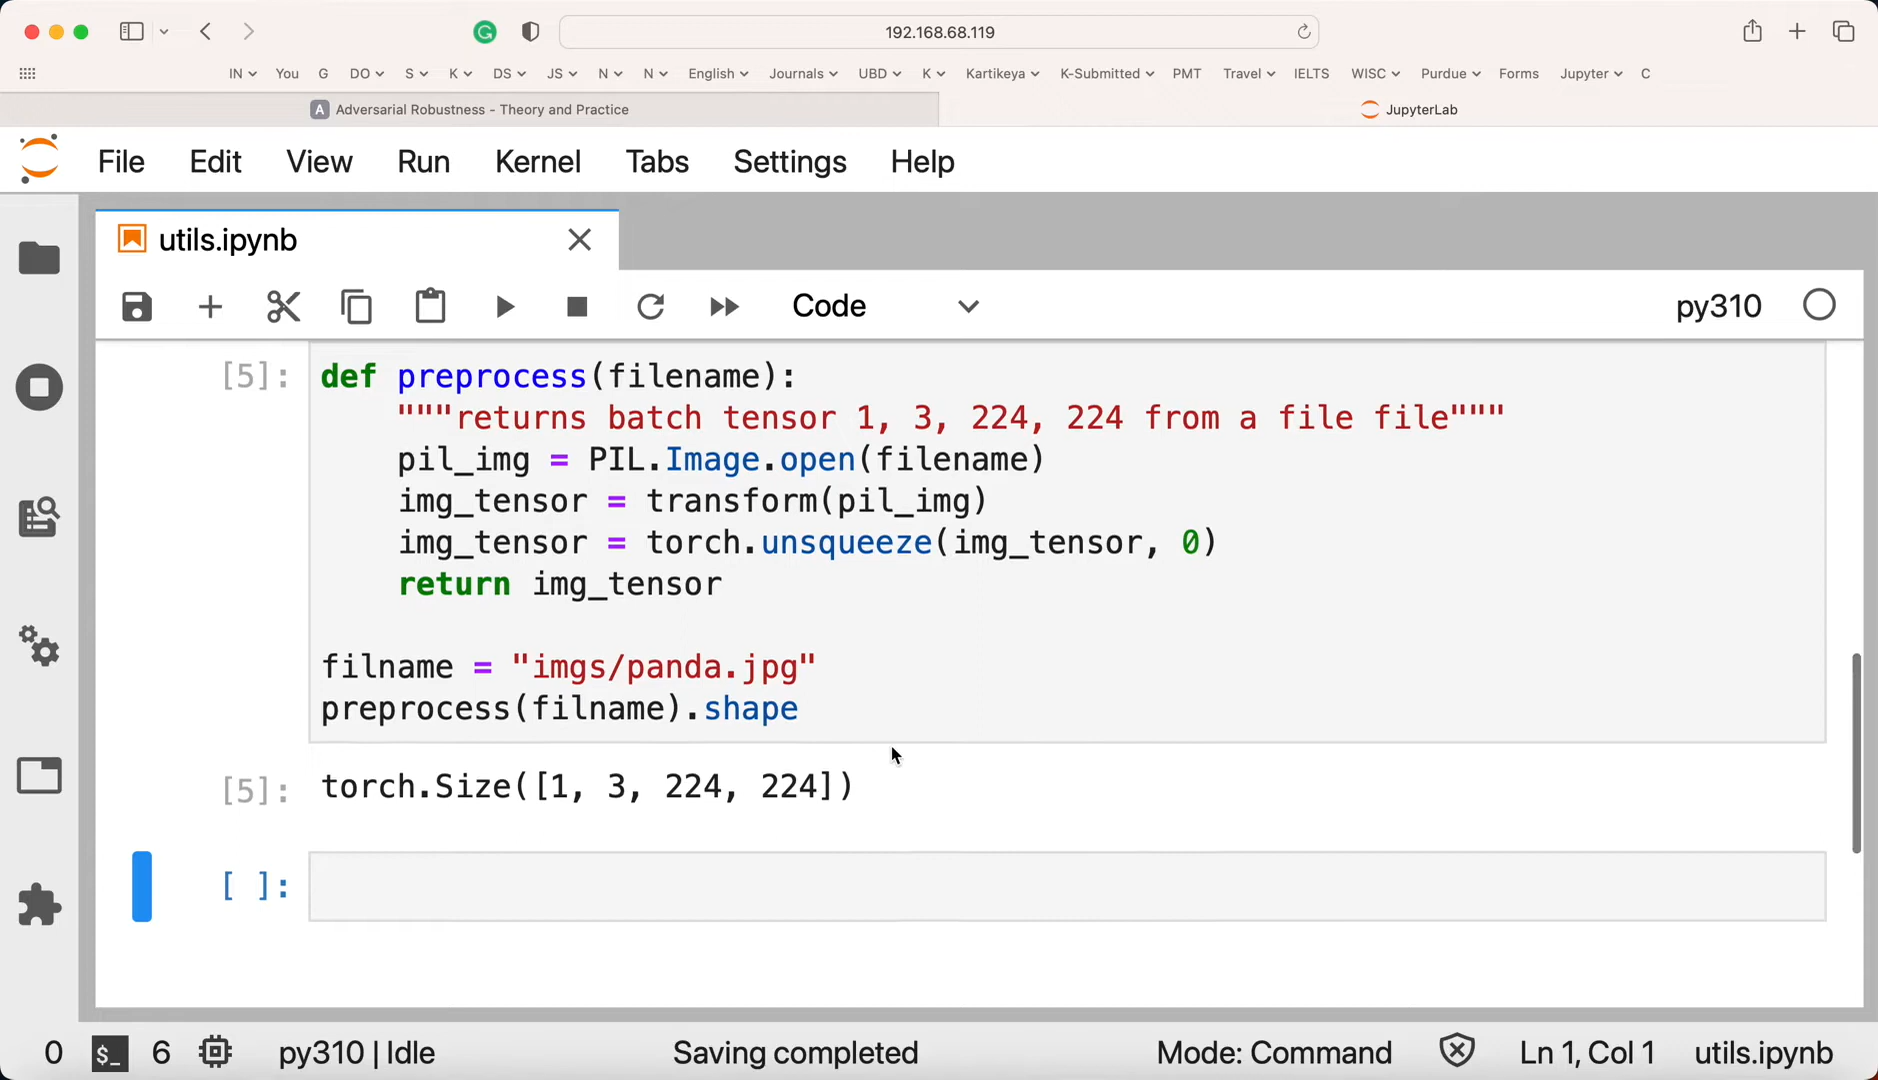 192.168.68.119
IN You G DO S K DS JS N N English Journals UBD K Kartikeya K-Submitted PMT Travel IELTS WISC Purdue Forms Jupyter C
A Adversarial Robustness - Theory and Practice
JupyterLab
File Edit View Run Kernel Tabs Settings Help
utils.ipynb
Code
py310
[5]: def preprocess(filename):
"""returns batch tensor 1, 3, 224, 224 from a file file"""
pil_img = PIL.Image.open(filename)
img_tensor = transform(pil_img)
img_tensor = torch.unsqueeze(img_tensor, 0)
return img_tensor
filname = "imgs/panda.jpg"
preprocess(filname).shape
[5]: torch.Size([1, 3, 224, 224])
[ ]:
0 $_ 6 py310 | Idle Saving completed Mode: Command Ln 1, Col 1 utils.ipynb